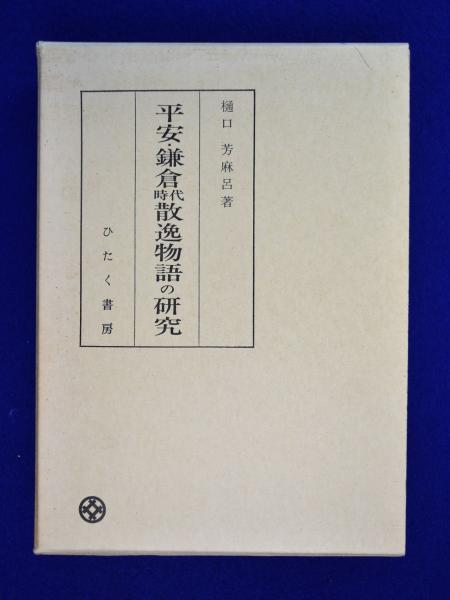 樋口 芳麻呂 著
平安・鎌倉時代散逸物語の研究
ひたく書房